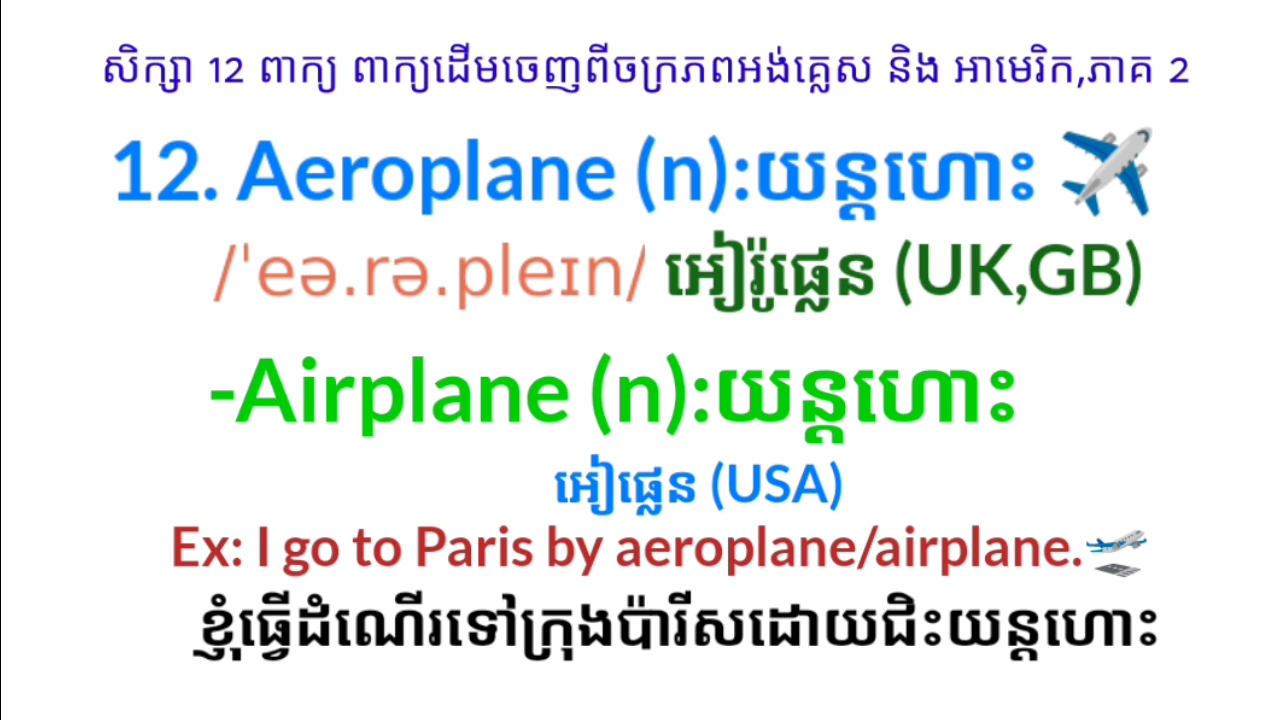 សិក្សា 12 ពាក្យ ពាក្យដើមចេញពីចក្រភពអង់គ្លេស និង អាមេរិក,ភាគ 2
12. Aeroplane (n):យន្តហោះ
/ˈeə.rə.pleɪn/ អៀរ៉ូផ្លេន (UK,GB)
-Airplane (n):យន្តហោះ
អៀផ្លេន (USA)
Ex: I go to Paris by aeroplane/airplane.
ខ្ញុំធ្វើដំណើរទៅក្រុងប៉ារីសដោយជិះយន្តហោះ